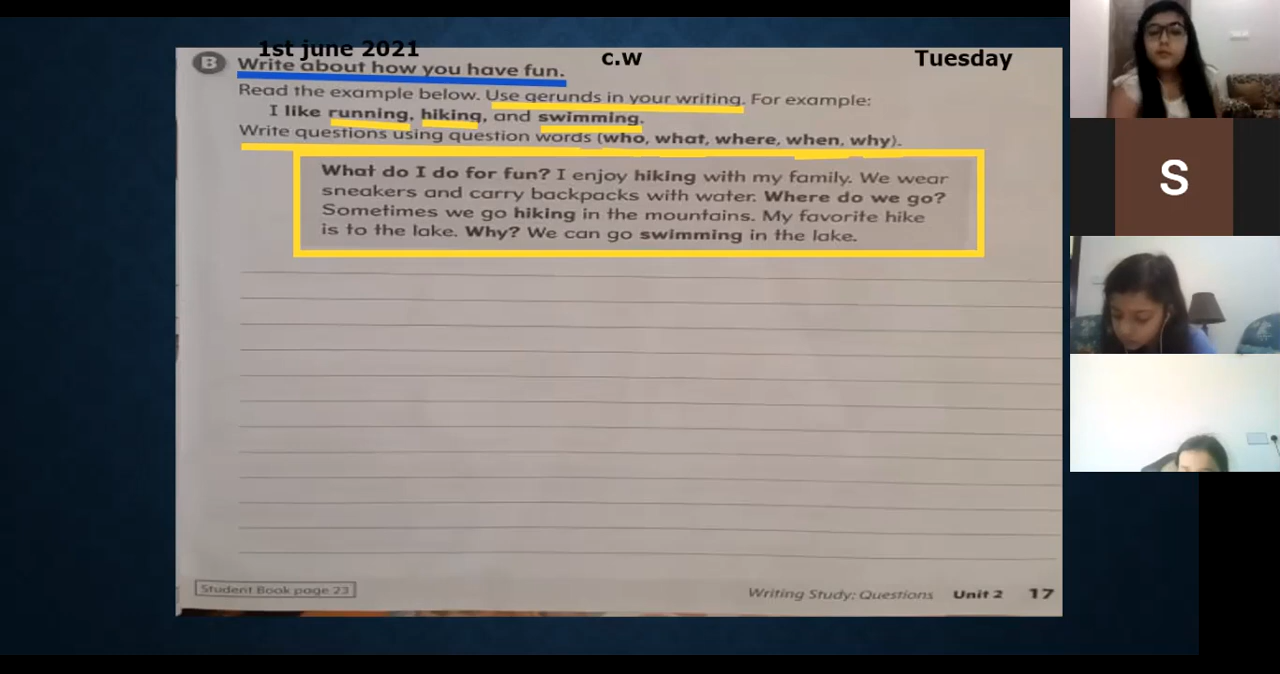 1st june 2021
c.w
Tuesday
B Write about how you have fun.
Read the example below. Use gerunds in your writing. For example:
I like running, hiking, and swimming.
Write questions using question words (who, what, where, when, why).
What do I do for fun? I enjoy hiking with my family. We wear
sneakers and carry backpacks with water. Where do we go?
Sometimes we go hiking in the mountains. My favorite hike
is to the lake. Why? We can go swimming in the lake.
Student Book page 23
Writing Study: Questions Unit 2 17
S